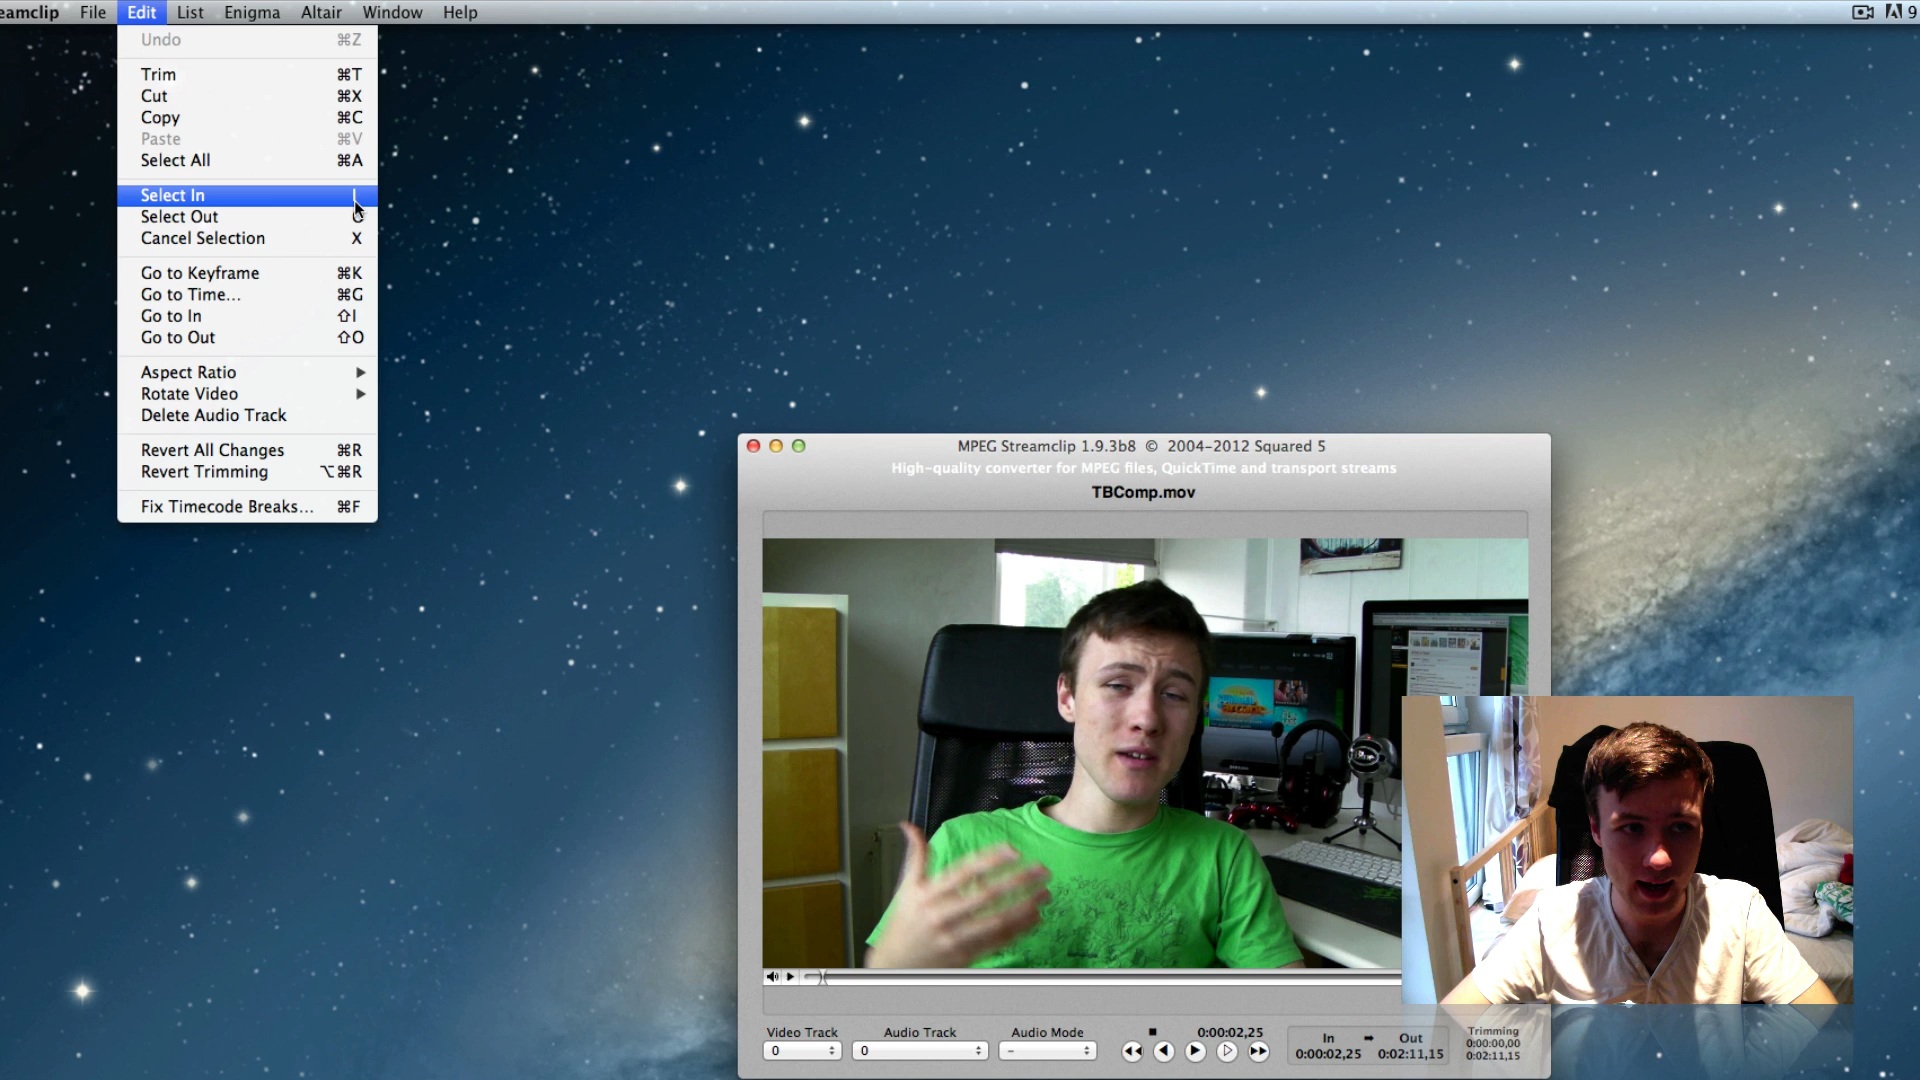 eamclip File Edit List Enigma Altair Window Help 9
Undo ⌘Z
Trim ⌘T
Cut ⌘X
Copy ⌘C
Paste ⌘V
Select All ⌘A
Select In I
Select Out O
Cancel Selection X
Go to Keyframe ⌘K
Go to Time... ⌘G
Go to In ⇧I
Go to Out ⇧O
Aspect Ratio ▶
Rotate Video ▶
Delete Audio Track
Revert All Changes ⌘R
Revert Trimming ⌥⌘R
Fix Timecode Breaks... ⌘F
MPEG Streamclip 1.9.3b8 © 2004-2012 Squared 5
High-quality converter for MPEG files, QuickTime and transport streams
TBComp.mov
Video Track Audio Track Audio Mode 0:00:02,25
0 0 –
In ➡ Out
0:00:02,25 0:02:11,15
Trimming
0:00:00,00
0:02:11,15